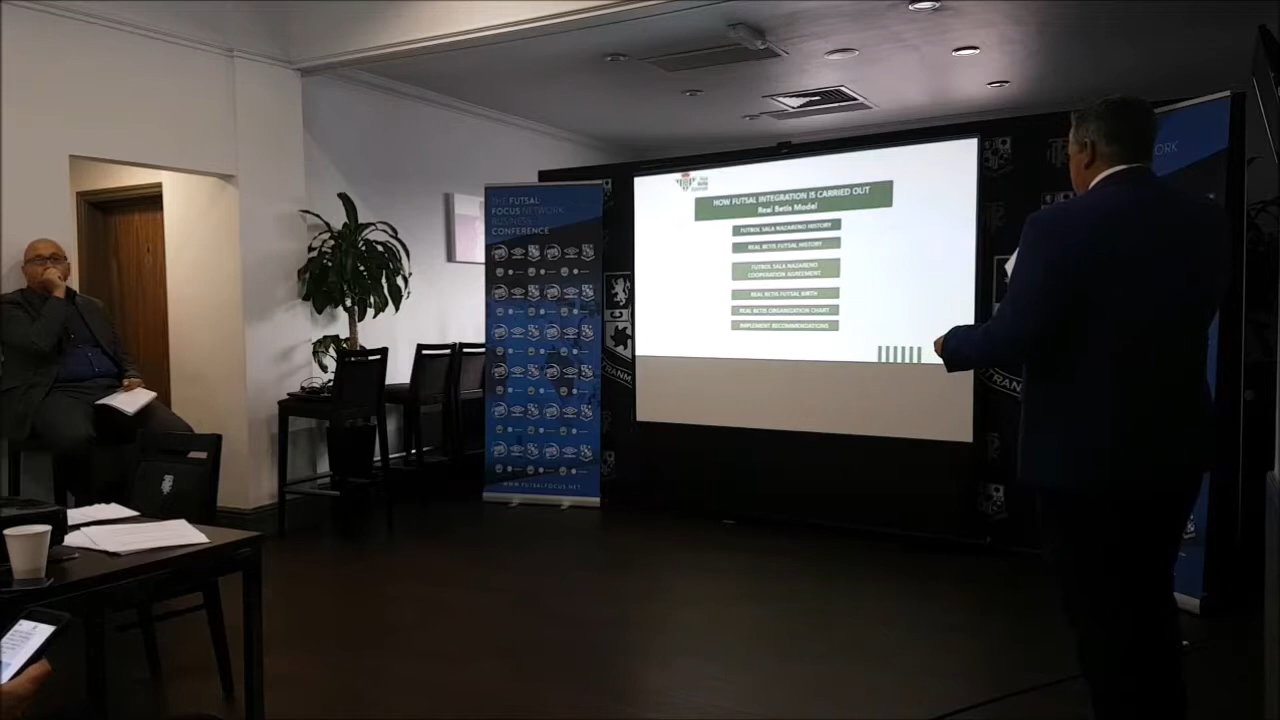 THE FUTSAL
FOCUS NETWORK
BUSINESS
CONFERENCE
WWW.FUTSALFOCUS.NET
HOW FUTSAL INTEGRATION IS CARRIED OUT
Real Betis Model
FUTBOL SALA NAZARENO HISTORY
REAL BETIS FUTSAL HISTORY
FUTBOL SALA NAZARENO
COOPERATION AGREEMENT
REAL BETIS FUTSAL BIRTH
REAL BETIS ORGANIZATION CHART
IMPLEMENT RECOMMENDATIONS
TRANM
ORK